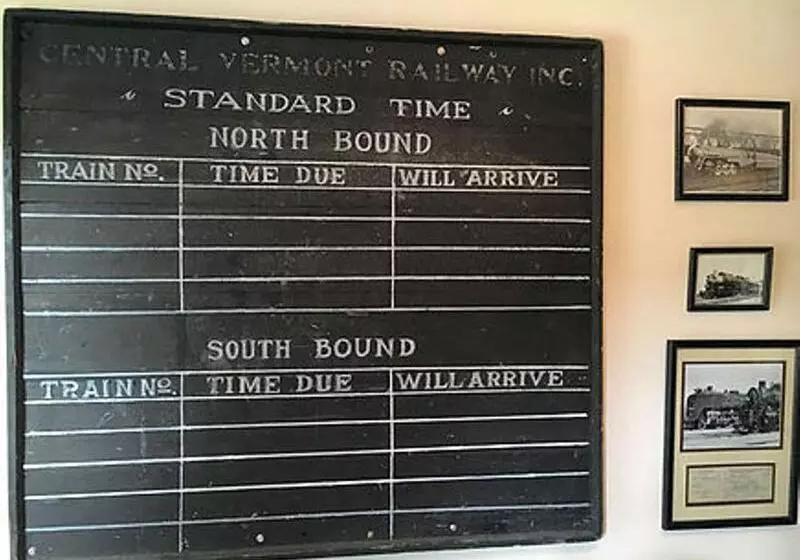 CENTRAL VERMONT RAILWAY INC.
STANDARD TIME
NORTH BOUND
TRAIN No. TIME DUE WILL ARRIVE
SOUTH BOUND
TRAIN No. TIME DUE WILL ARRIVE